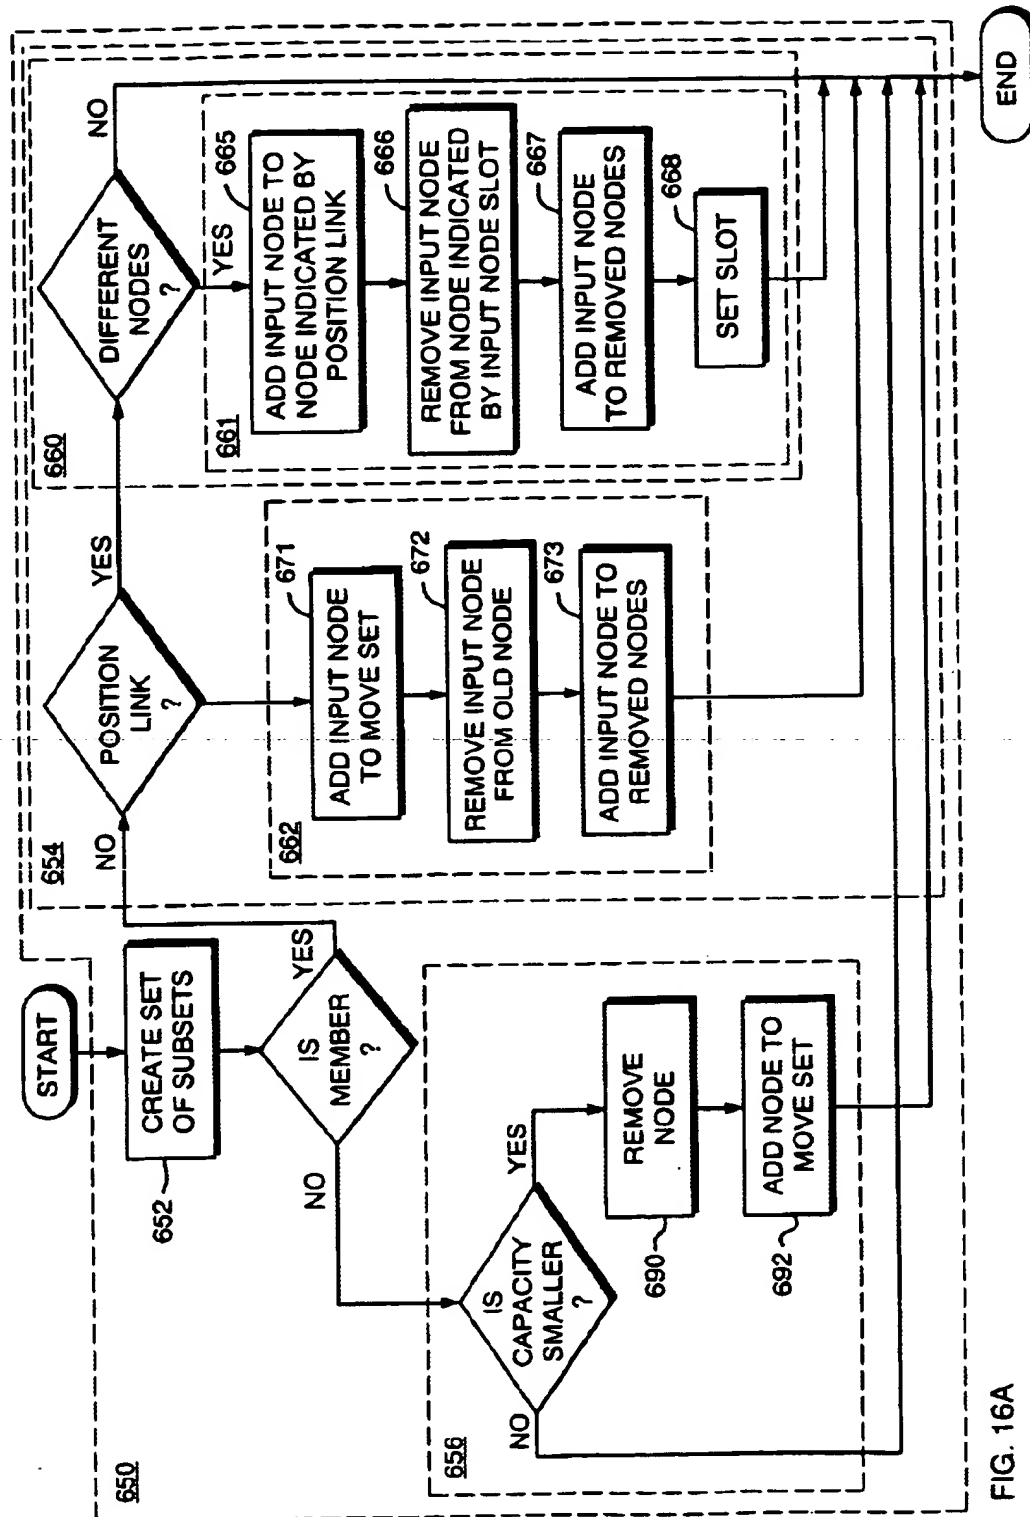 START
650
CREATE SET
OF SUBSETS
652
IS
MEMBER
?
YES
NO
656
IS
CAPACITY
SMALLER
?
YES
NO
REMOVE
NODE
690
ADD NODE TO
MOVE SET
692
654
NO
POSITION
LINK
?
YES
662
671
ADD INPUT NODE
TO MOVE SET
672
REMOVE INPUT NODE
FROM OLD NODE
673
ADD INPUT NODE TO
REMOVED NODES
660
DIFFERENT
NODES
?
NO
YES
661
665
ADD INPUT NODE TO
NODE INDICATED BY
POSITION LINK
666
REMOVE INPUT NODE
FROM NODE INDICATED
BY INPUT NODE SLOT
667
ADD INPUT NODE
TO REMOVED NODES
668
SET SLOT
END
FIG. 16A